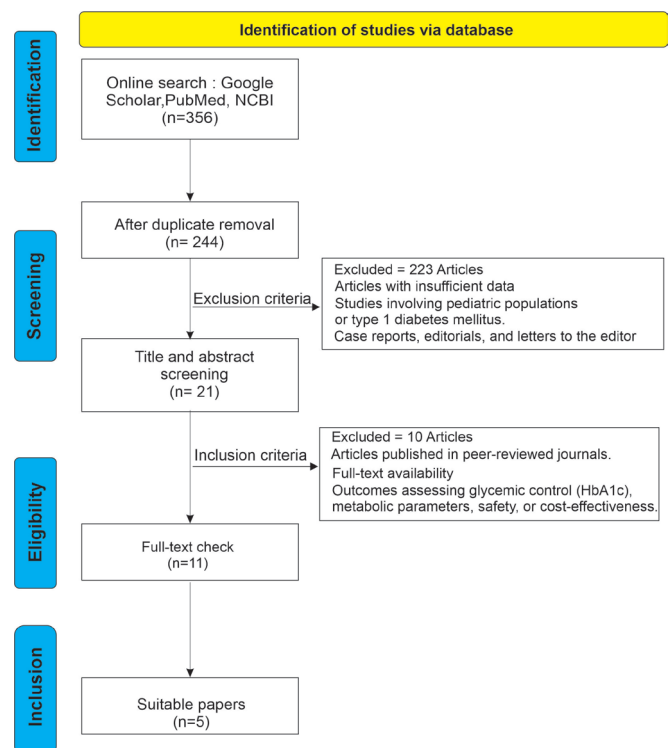 Identification of studies via database
Identification
Online search : Google
Scholar,PubMed, NCBI
(n=356)
Screening
After duplicate removal
(n= 244)
Exclusion criteria
Excluded = 223 Articles
Articles with insufficient data
Studies involving pediatric populations
or type 1 diabetes mellitus.
Case reports, editorials, and letters to the editor
Title and abstract
screening
(n= 21)
Inclusion criteria
Excluded = 10 Articles
Articles published in peer-reviewed journals.
Full-text availability
Outcomes assessing glycemic control (HbA1c),
metabolic parameters, safety, or cost-effectiveness.
Eligibility
Full-text check
(n=11)
Inclusion
Suitable papers
(n=5)